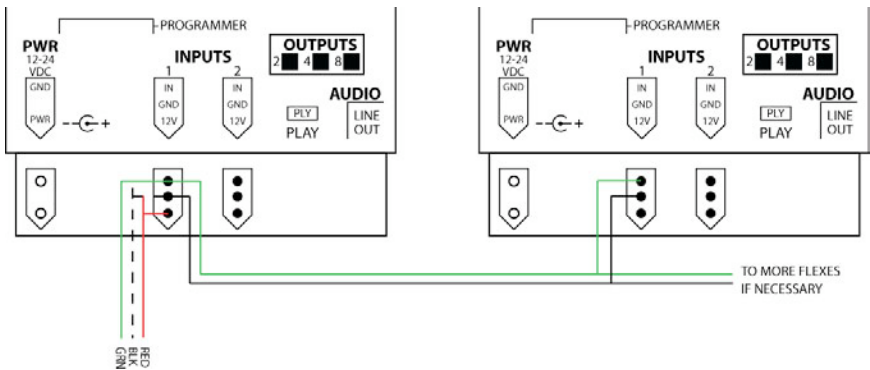 PROGRAMMER
PWR
12-24
VDC
GND
PWR
--+
INPUTS
1
2
IN
GND
12V
IN
GND
12V
OUTPUTS
2 4 8
AUDIO
PLY
PLAY
LINE
OUT
PROGRAMMER
PWR
12-24
VDC
GND
PWR
--+
INPUTS
1
2
IN
GND
12V
IN
GND
12V
OUTPUTS
2 4 8
AUDIO
PLY
PLAY
LINE
OUT
TO MORE FLEXES
IF NECESSARY
GRN
BLK
RED